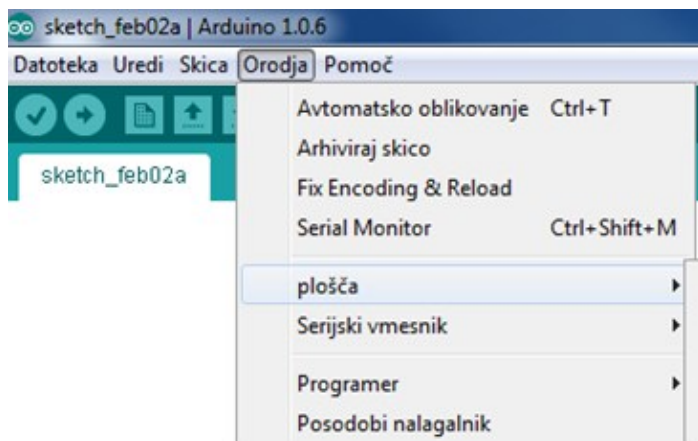 sketch_feb02a | Arduino 1.0.6
Datoteka Uredi Skica Orodja Pomoč
sketch_feb02a
Avtomatsko oblikovanje Ctrl+T
Arhiviraj skico
Fix Encoding & Reload
Serial Monitor Ctrl+Shift+M
plošča
Serijski vmesnik
Programer
Posodobi nalagalnik